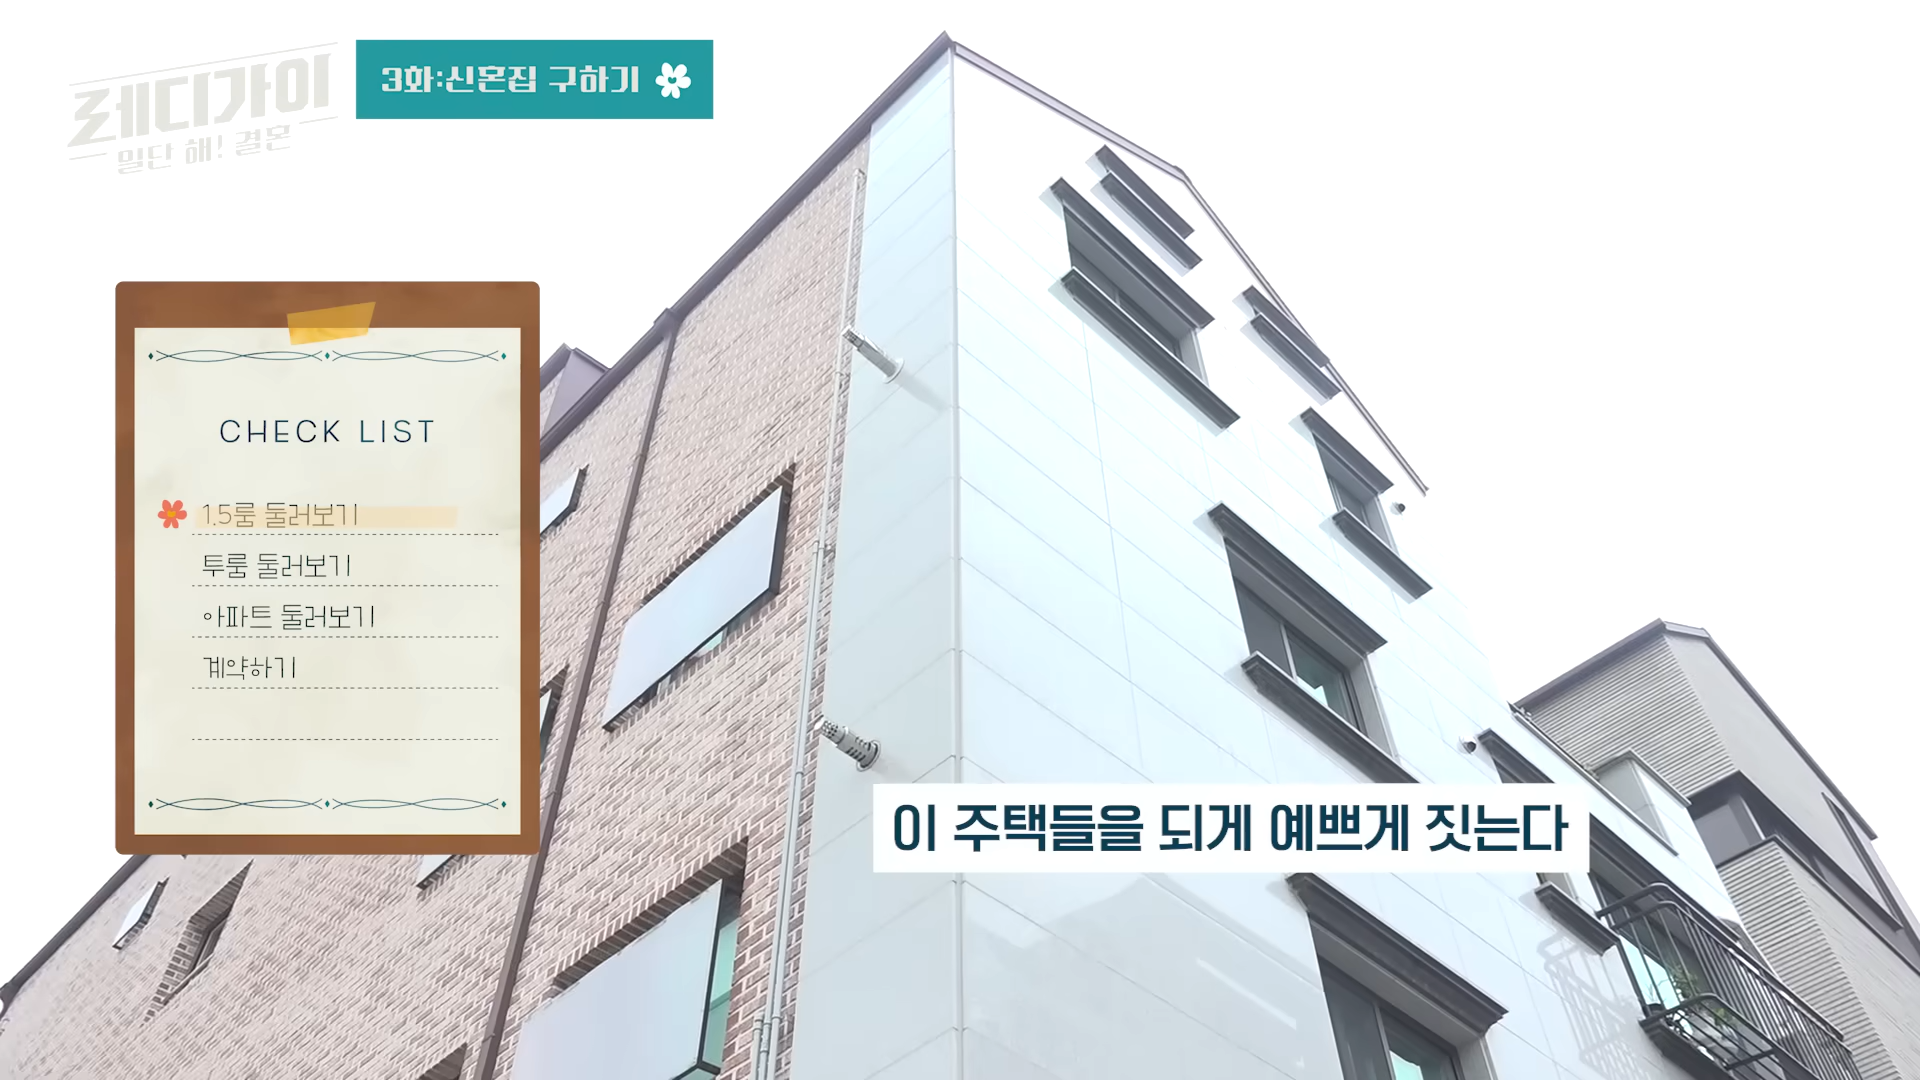 레디가이
일단 해! 결혼
3화:신혼집 구하기
CHECK LIST
1.5룸 둘러보기
투룸 둘러보기
아파트 둘러보기
계약하기
이 주택들을 되게 예쁘게 짓는다